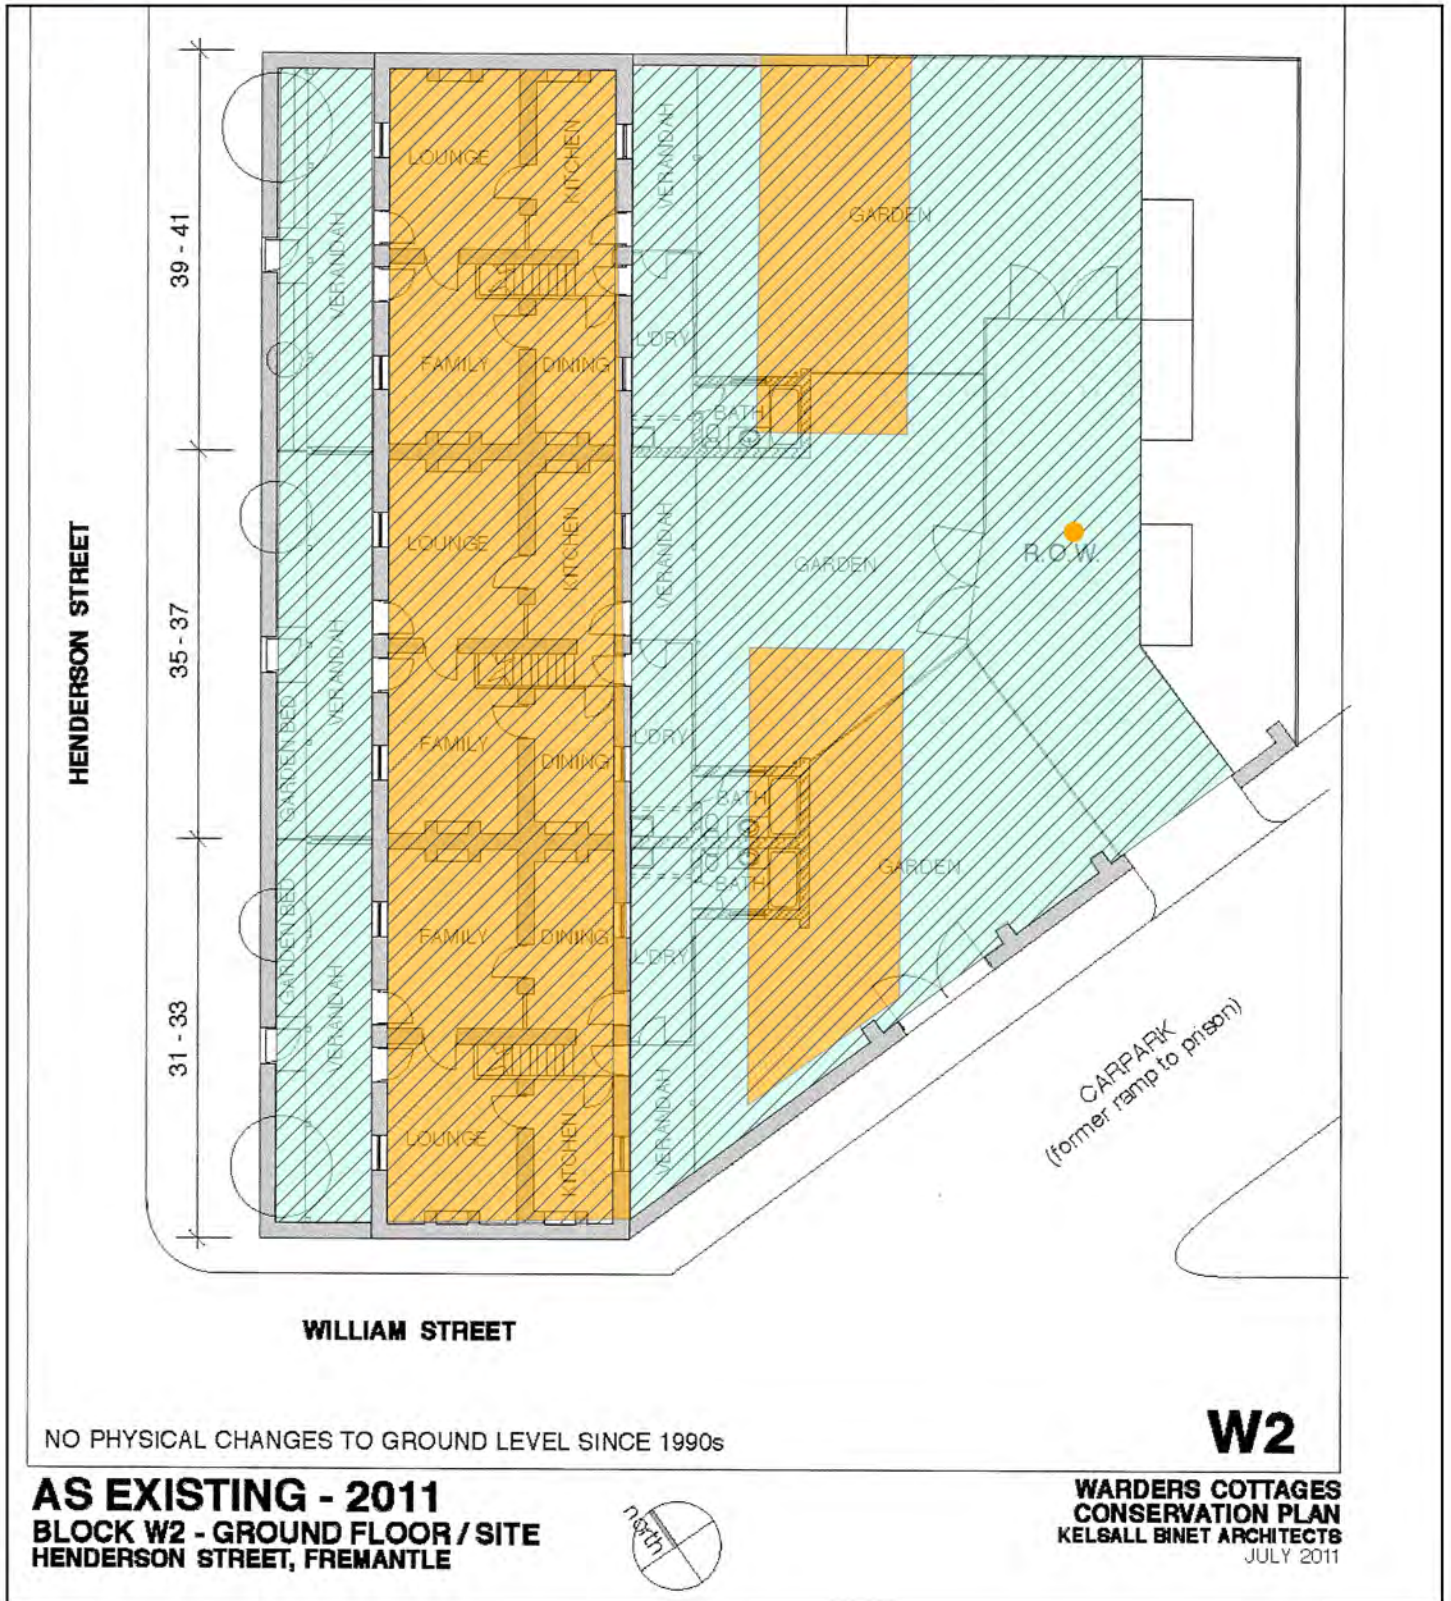 39 - 41
35 - 37
31 - 33
HENDERSON STREET
VERANDAH
LOUNGE
KITCHEN
VERANDAH
GARDEN
FAMILY
DINING
L'DRY
BATH
LOUNGE
KITCHEN
VERANDAH
GARDEN
R.O.W.
GARDEN BED
VERANDAH
FAMILY
DINING
L'DRY
BATH
BATH
GARDEN
GARDEN BED
VERANDAH
FAMILY
DINING
L'DRY
LOUNGE
KITCHEN
VERANDAH
CARPARK
(former ramp to prison)
WILLIAM STREET
NO PHYSICAL CHANGES TO GROUND LEVEL SINCE 1990s
W2
AS EXISTING - 2011
BLOCK W2 - GROUND FLOOR / SITE
HENDERSON STREET, FREMANTLE
north
WARDERS COTTAGES
CONSERVATION PLAN
KELSALL BINET ARCHITECTS
JULY 2011